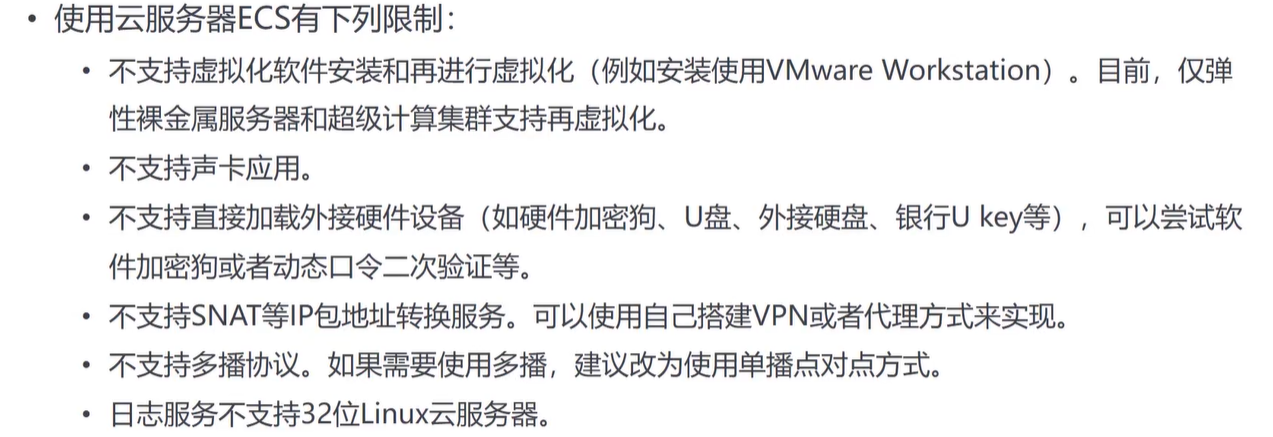 • 使用云服务器ECS有下列限制：
• 不支持虚拟化软件安装和再进行虚拟化（例如安装使用VMware Workstation）。目前，仅弹
性裸金属服务器和超级计算集群支持再虚拟化。
• 不支持声卡应用。
• 不支持直接加载外接硬件设备（如硬件加密狗、U盘、外接硬盘、银行U key等），可以尝试软
件加密狗或者动态口令二次验证等。
• 不支持SNAT等IP包地址转换服务。可以使用自己搭建VPN或者代理方式来实现。
• 不支持多播协议。如果需要使用多播，建议改为使用单播点对点方式。
• 日志服务不支持32位Linux云服务器。